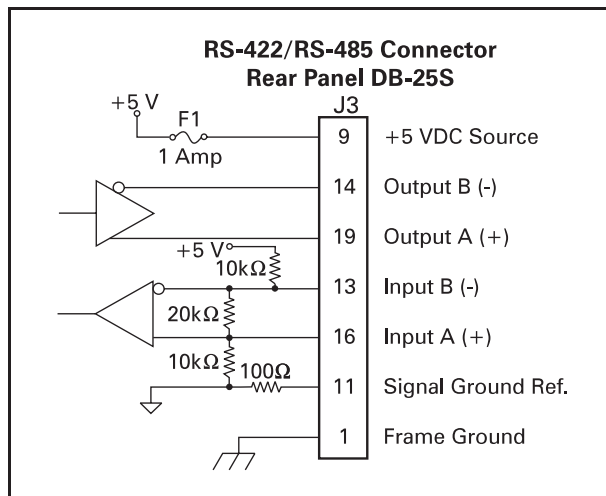 RS-422/RS-485 Connector
Rear Panel DB-25S
J3
+5 V
F1
1 Amp
9 +5 VDC Source
14 Output B (-)
19 Output A (+)
+5 V
10kΩ
13 Input B (-)
20kΩ
16 Input A (+)
10kΩ
100Ω
11 Signal Ground Ref.
1 Frame Ground